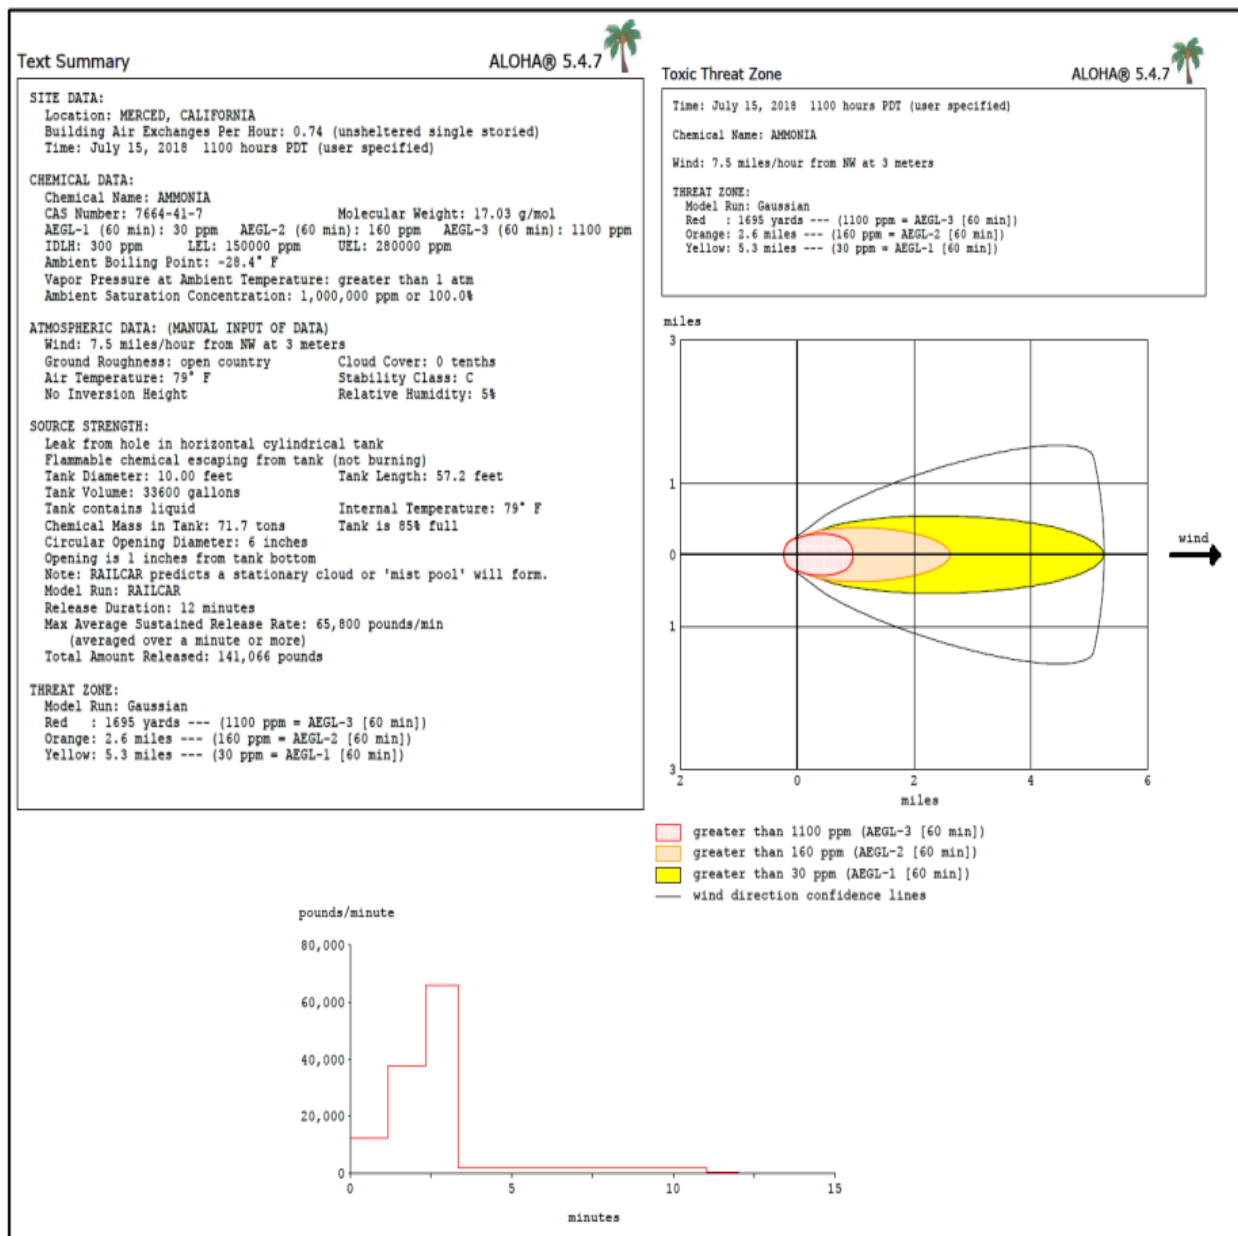 Text Summary
ALOHA® 5.4.7
SITE DATA:
Location: MERCED, CALIFORNIA
Building Air Exchanges Per Hour: 0.74 (unsheltered single storied)
Time: July 15, 2018 1100 hours PDT (user specified)
CHEMICAL DATA:
Chemical Name: AMMONIA
CAS Number: 7664-41-7 Molecular Weight: 17.03 g/mol
AEGL-1 (60 min): 30 ppm AEGL-2 (60 min): 160 ppm AEGL-3 (60 min): 1100 ppm
IDLH: 300 ppm LEL: 150000 ppm UEL: 280000 ppm
Ambient Boiling Point: -28.4° F
Vapor Pressure at Ambient Temperature: greater than 1 atm
Ambient Saturation Concentration: 1,000,000 ppm or 100.0%
ATMOSPHERIC DATA: (MANUAL INPUT OF DATA)
Wind: 7.5 miles/hour from NW at 3 meters
Ground Roughness: open country Cloud Cover: 0 tenths
Air Temperature: 79° F Stability Class: C
No Inversion Height Relative Humidity: 5%
SOURCE STRENGTH:
Leak from hole in horizontal cylindrical tank
Flammable chemical escaping from tank (not burning)
Tank Diameter: 10.00 feet Tank Length: 57.2 feet
Tank Volume: 33600 gallons
Tank contains liquid Internal Temperature: 79° F
Chemical Mass in Tank: 71.7 tons Tank is 85% full
Circular Opening Diameter: 6 inches
Opening is 1 inches from tank bottom
Note: RAILCAR predicts a stationary cloud or 'mist pool' will form.
Model Run: RAILCAR
Release Duration: 12 minutes
Max Average Sustained Release Rate: 65,800 pounds/min
(averaged over a minute or more)
Total Amount Released: 141,066 pounds
THREAT ZONE:
Model Run: Gaussian
Red : 1695 yards --- (1100 ppm = AEGL-3 [60 min])
Orange: 2.6 miles --- (160 ppm = AEGL-2 [60 min])
Yellow: 5.3 miles --- (30 ppm = AEGL-1 [60 min])
Toxic Threat Zone
ALOHA® 5.4.7
Time: July 15, 2018 1100 hours PDT (user specified)
Chemical Name: AMMONIA
Wind: 7.5 miles/hour from NW at 3 meters
THREAT ZONE:
Model Run: Gaussian
Red : 1695 yards --- (1100 ppm = AEGL-3 [60 min])
Orange: 2.6 miles --- (160 ppm = AEGL-2 [60 min])
Yellow: 5.3 miles --- (30 ppm = AEGL-1 [60 min])
miles
3
1
0
1
3
wind
2 0 2 4 6
miles
greater than 1100 ppm (AEGL-3 [60 min])
greater than 160 ppm (AEGL-2 [60 min])
greater than 30 ppm (AEGL-1 [60 min])
wind direction confidence lines
pounds/minute
80,000
60,000
40,000
20,000
0
0 5 10 15
minutes